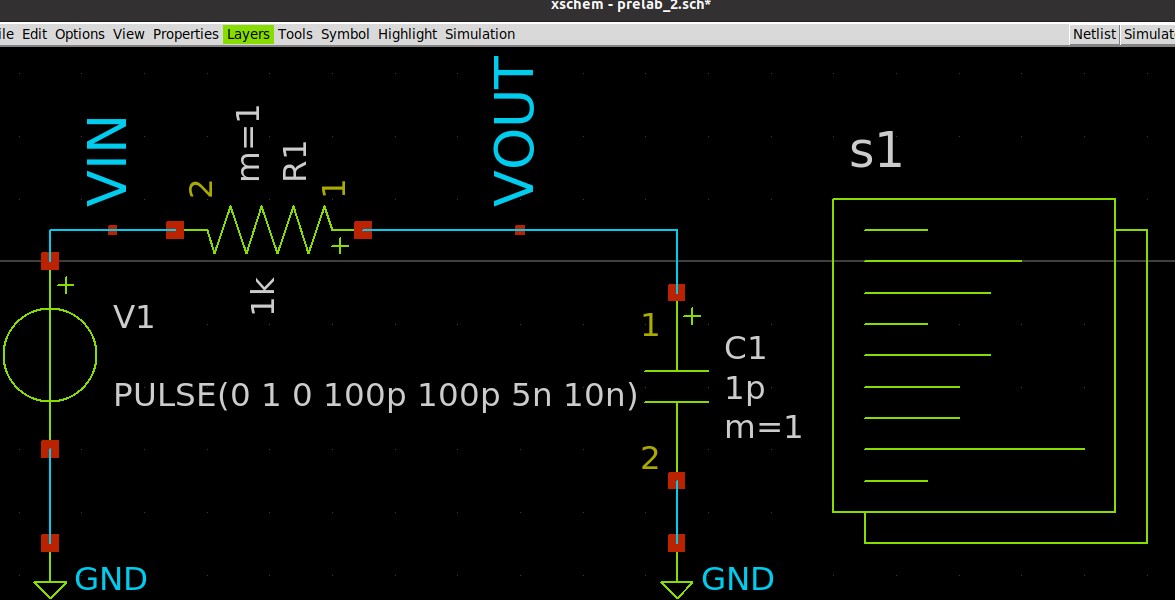 xschem - prelab_2.sch*
ile Edit Options View Properties Layers Tools Symbol Highlight Simulation Netlist Simulat
VIN
2
m=1
R1
1
1k
VOUT
s1
V1
PULSE(0 1 0 100p 100p 5n 10n)
1
C1
1p
m=1
2
GND
GND